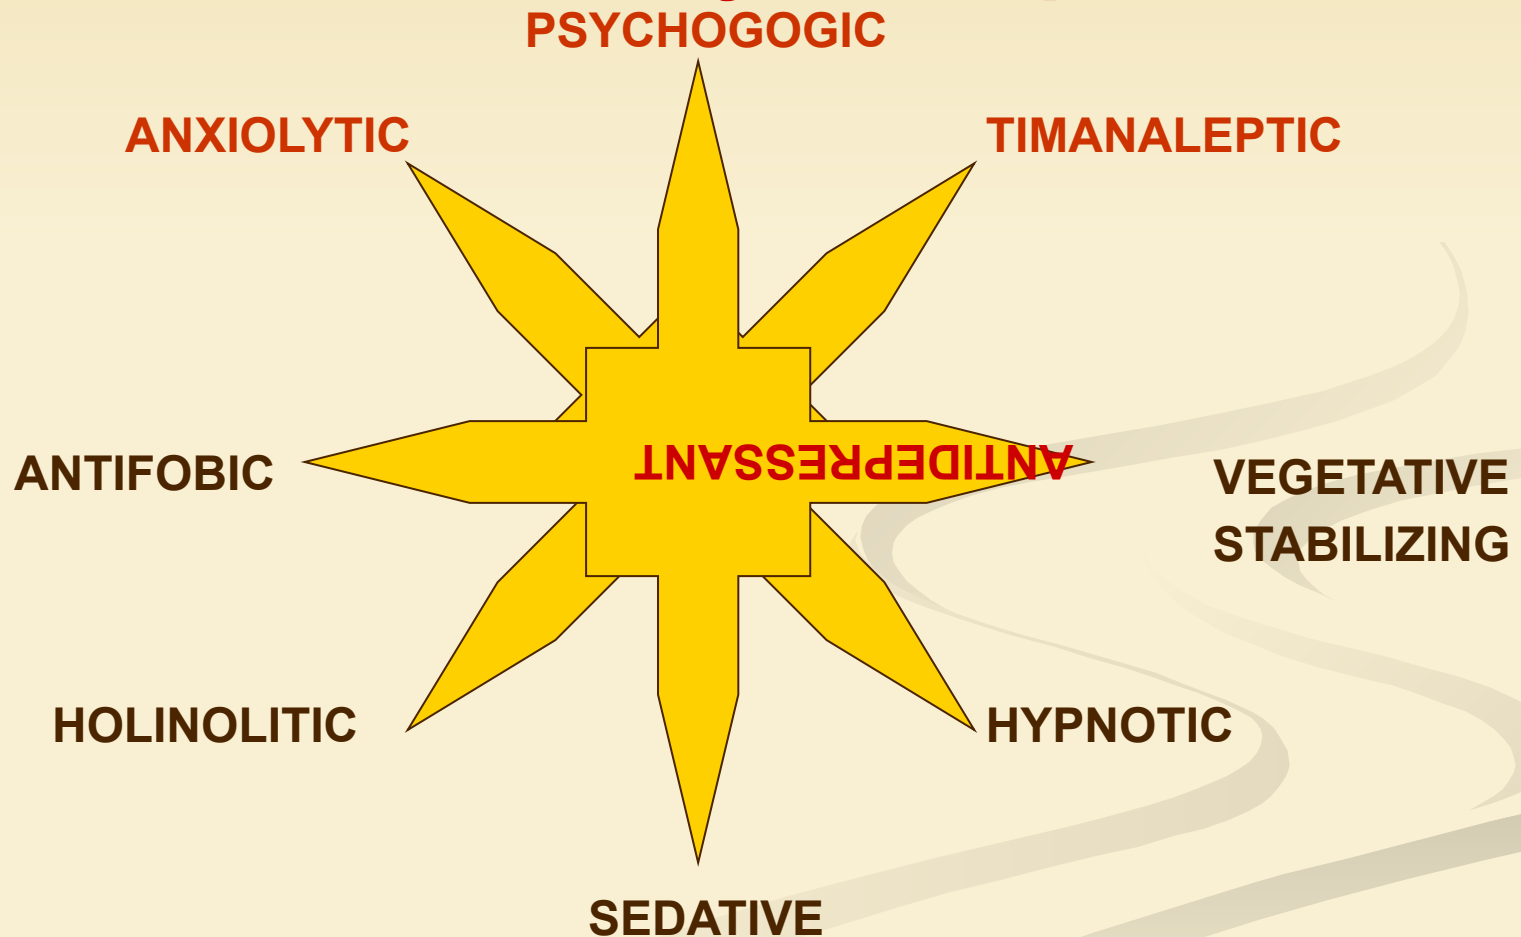 PSYCHOGOGIC
ANXIOLYTIC
TIMANALEPTIC
ANTIDEPRESSANT
ANTIFOBIC
VEGETATIVE
STABILIZING
HOLINOLITIC
HYPNOTIC
SEDATIVE